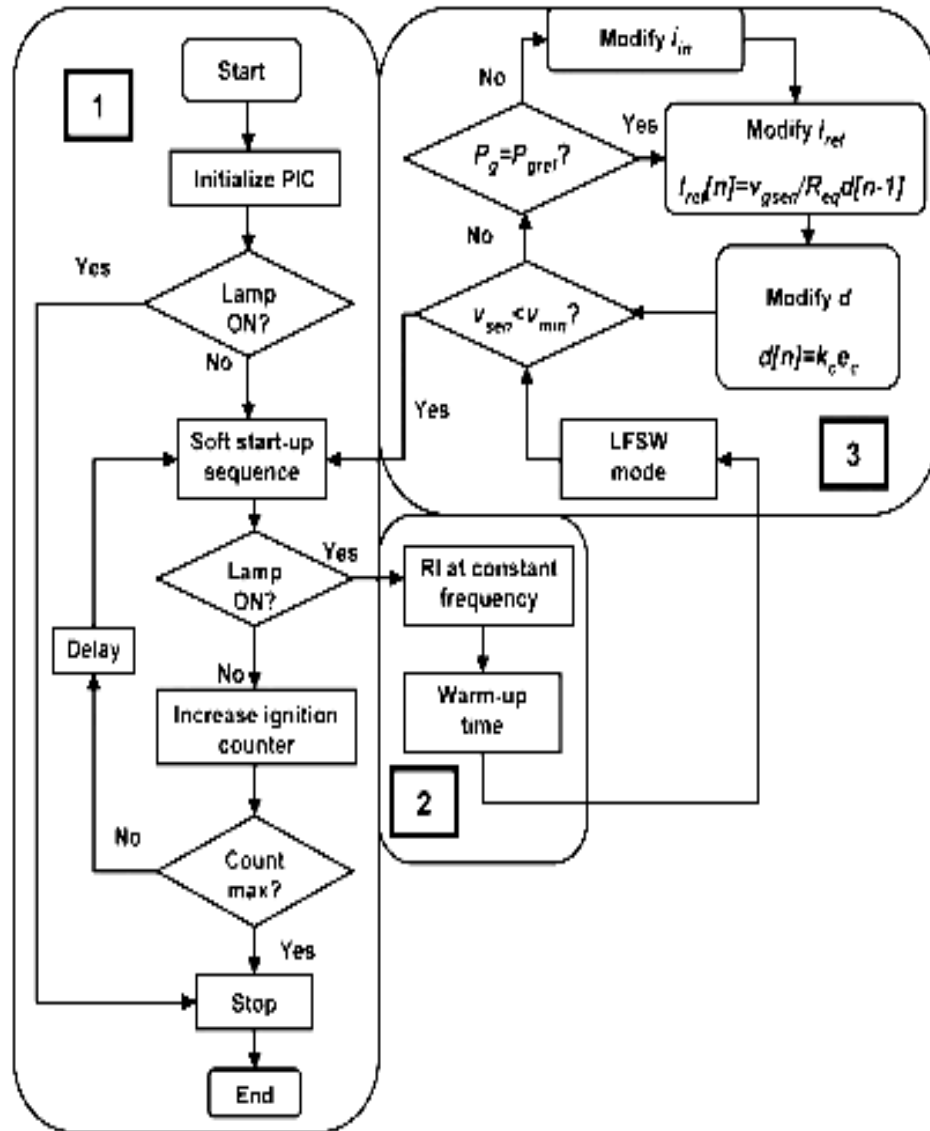 1
Start
Initialize PIC
Yes
Lamp
ON?
No
Soft start-up
sequence
Lamp
ON?
Yes
Delay
No
Increase ignition
counter
No
Count
max?
Yes
Stop
End
RI at constant
frequency
Warm-up
time
2
Modify i_in
No
P_g=P_gref?
Yes
Modify i_ref
i_ref[n]=v_gsen/R_eq d[n-1]
No
v_sen<v_min?
Modify d
d[n]=k_c e_c
Yes
LFSW
mode
3